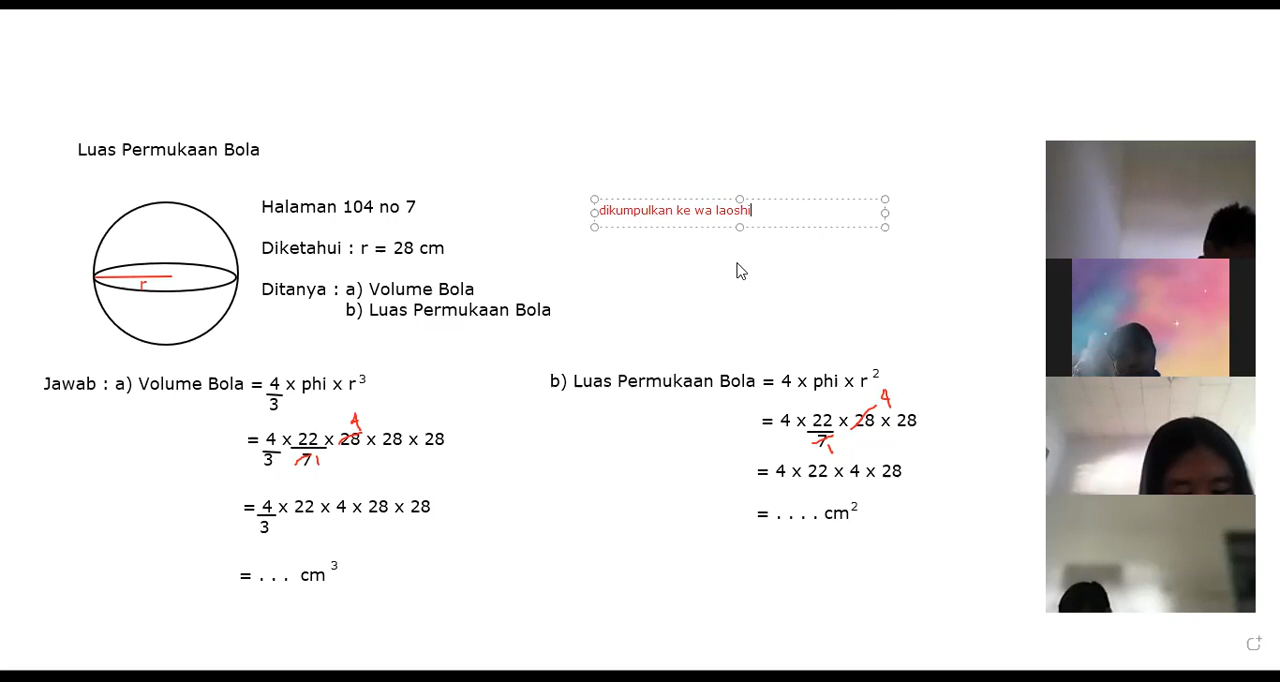 Luas Permukaan Bola
Halaman 104 no 7
dikumpulkan ke wa laoshi
Diketahui : r = 28 cm
r
Ditanya : a) Volume Bola
b) Luas Permukaan Bola
Jawab : a) Volume Bola = 4/3 x phi x r³
= 4/3 x 22/7 x 28 x 28 x 28
4
1
= 4/3 x 22 x 4 x 28 x 28
= . . . cm³
b) Luas Permukaan Bola = 4 x phi x r²
= 4 x 22/7 x 28 x 28
4
1
= 4 x 22 x 4 x 28
= . . . . cm²